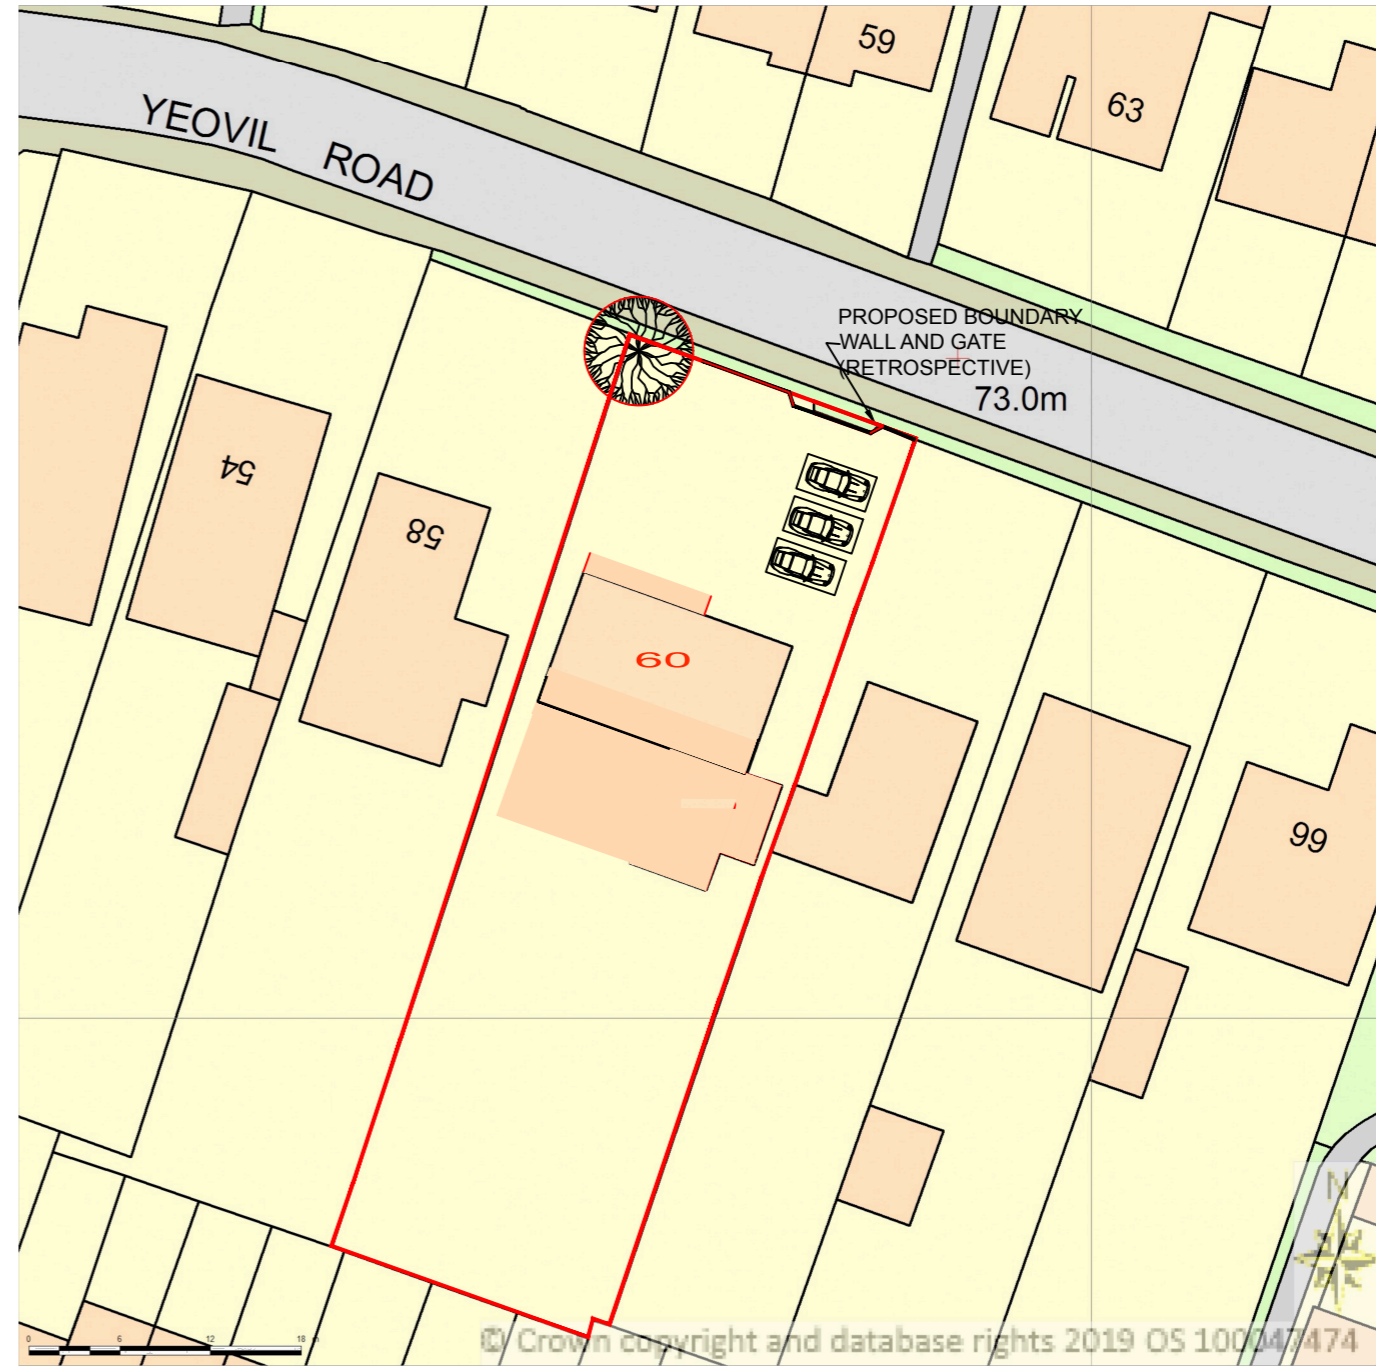 59
63
YEOVIL ROAD
PROPOSED BOUNDARY
WALL AND GATE
(RETROSPECTIVE)
73.0m
54
58
60
66
N
0 6 12 18
© Crown copyright and database rights 2019 OS 100047474